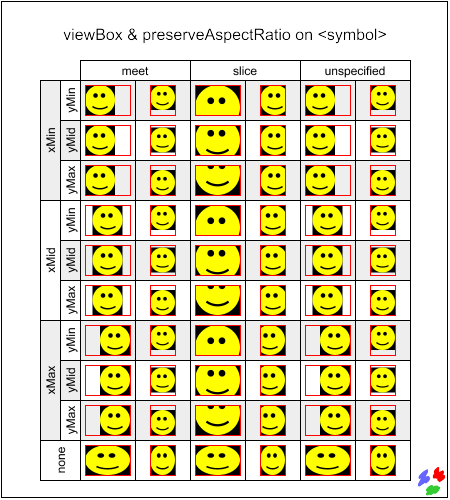 viewBox & preserveAspectRatio on <symbol>
meet slice unspecified
xMin
yMin
yMid
yMax
xMid
yMin
yMid
yMax
xMax
yMin
yMid
yMax
none